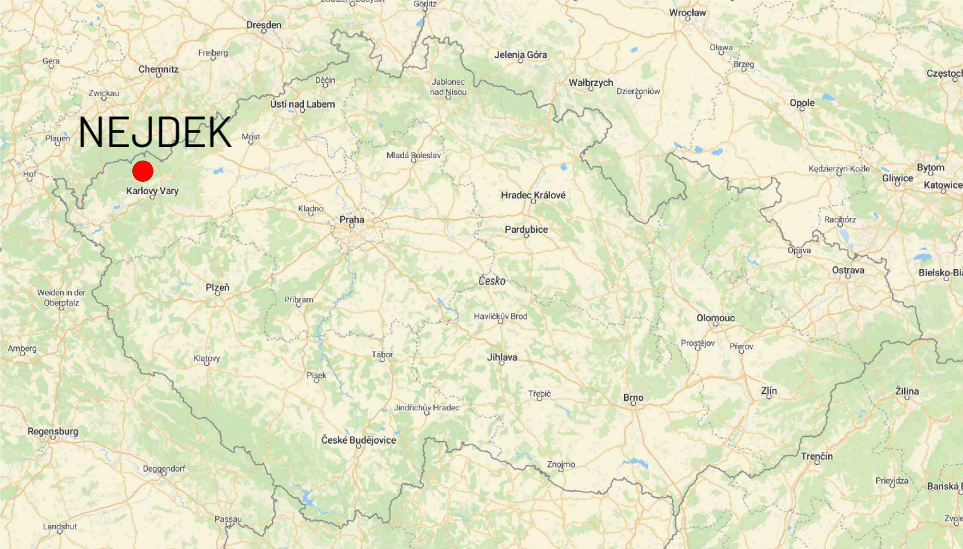 Görlitz
Dresden
Wrocław
Gera
Freiberg
Chemnitz
Jelenia Góra
Oława
Brzeg
Zwickau
Děčín
Jablonec
nad Nisou
Wałbrzych
Dzierżoniów
Częstoch
Ústí nad Labem
Opole
NEJDEK
Plauen
Most
Mladá Boleslav
Hof
Karlovy Vary
Kędzierzyn-Koźle
Bytom
Gliwice
Katowice
Kladno
Praha
Hradec Králové
Pardubice
Racibórz
Opava
Ostrava
Bielsko-Bia
Česko
Plzeň
Weiden in der
Oberpfalz
Příbram
Havlíčkův Brod
Olomouc
Amberg
Klatovy
Tábor
Jihlava
Prostějov
Přerov
Písek
Třebíč
Brno
Zlín
Žilina
Jindřichův Hradec
Regensburg
České Budějovice
Znojmo
Trenčín
Deggendorf
Prievidza
Banská B
Landshut
Passau
Zvole